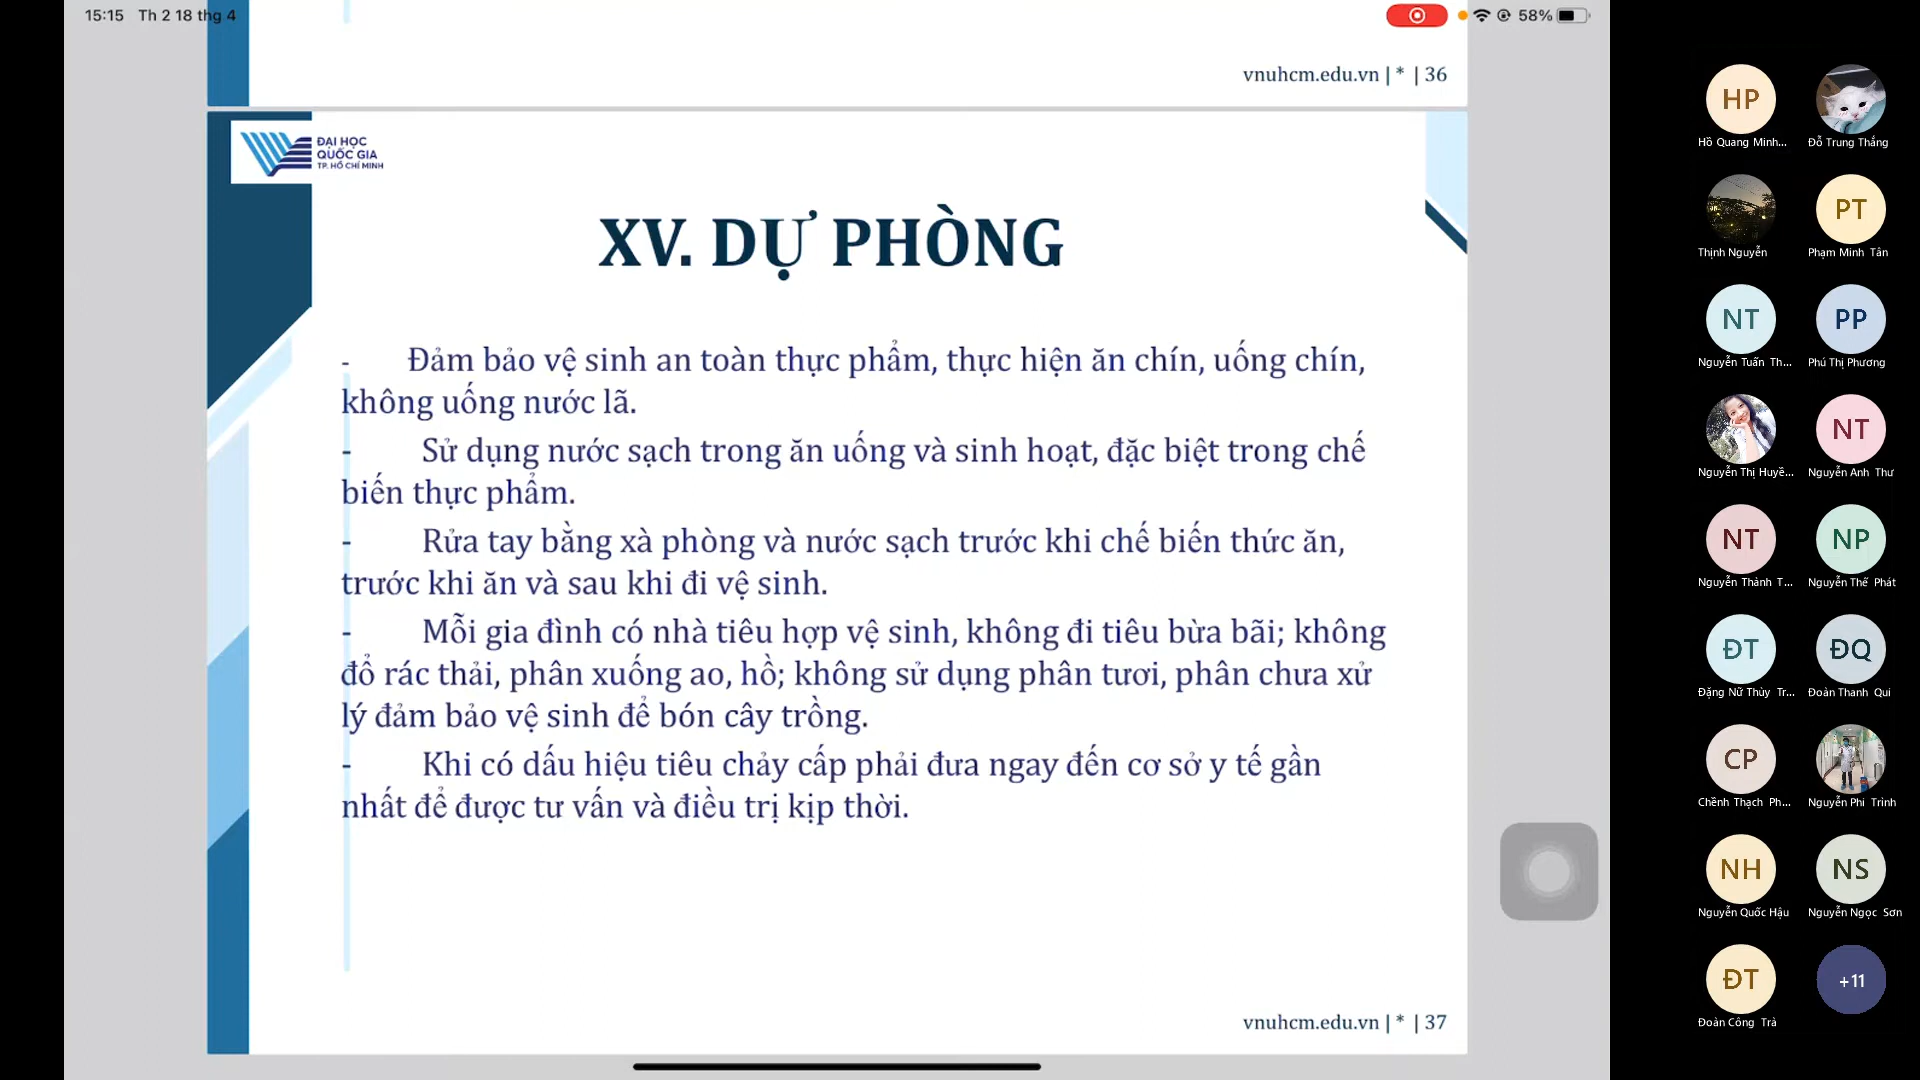 15:15 Th 2 18 thg 4
58%
vnuhcm.edu.vn | * | 36
ĐẠI HỌC
QUỐC GIA
TP. HỒ CHÍ MINH
XV. DỰ PHÒNG
- Đảm bảo vệ sinh an toàn thực phẩm, thực hiện ăn chín, uống chín,
không uống nước lã.
- Sử dụng nước sạch trong ăn uống và sinh hoạt, đặc biệt trong chế
biến thực phẩm.
- Rửa tay bằng xà phòng và nước sạch trước khi chế biến thức ăn,
trước khi ăn và sau khi đi vệ sinh.
- Mỗi gia đình có nhà tiêu hợp vệ sinh, không đi tiêu bừa bãi; không
đổ rác thải, phân xuống ao, hồ; không sử dụng phân tươi, phân chưa xử
lý đảm bảo vệ sinh để bón cây trồng.
- Khi có dấu hiệu tiêu chảy cấp phải đưa ngay đến cơ sở y tế gần
nhất để được tư vấn và điều trị kịp thời.
vnuhcm.edu.vn | * | 37
HP
Hồ Quang Minh... Đỗ Trung Thắng
PT
Thịnh Nguyễn Phạm Minh Tân
NT PP
Nguyễn Tuấn Th... Phú Thị Phương
NT
Nguyễn Thị Huyề... Nguyễn Anh Thư
NT NP
Nguyễn Thành T... Nguyễn Thế Phát
ĐT ĐQ
Đặng Nữ Thùy Tr... Đoàn Thanh Qui
CP
Chềnh Thạch Ph... Nguyễn Phi Trình
NH NS
Nguyễn Quốc Hậu Nguyễn Ngọc Sơn
ĐT +11
Đoàn Công Trà